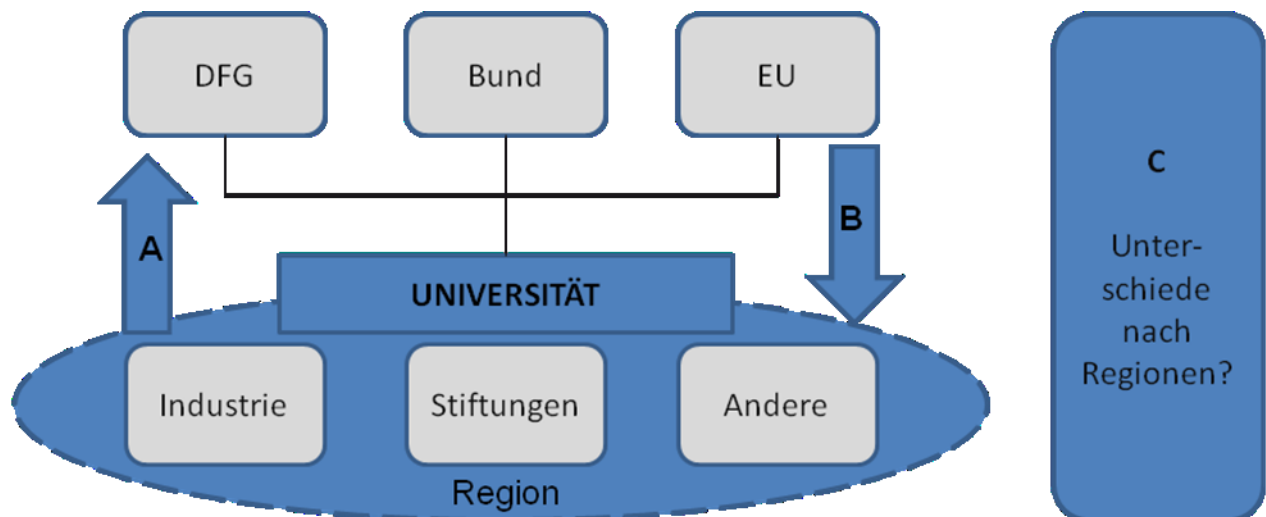 DFG
Bund
EU
A
B
UNIVERSITÄT
Industrie
Stiftungen
Andere
Region
C
Unter-
schiede
nach
Regionen?